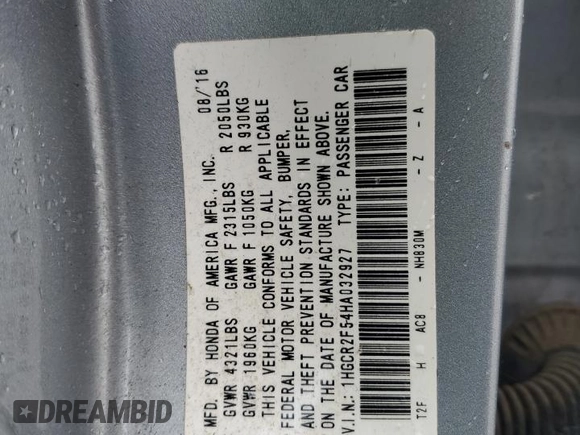 MFD. BY HONDA OF AMERICA MFG., INC. 08/16
GVWR 4321LBS GAWR F 2315LBS R 2050LBS
GVWR 1960KG GAWR F 1050KG R 930KG
THIS VEHICLE CONFORMS TO ALL APPLICABLE
FEDERAL MOTOR VEHICLE SAFETY, BUMPER,
AND THEFT PREVENTION STANDARDS IN EFFECT
ON THE DATE OF MANUFACTURE SHOWN ABOVE.
V.I.N.: 1HGCR2F54HA032927 TYPE: PASSENGER CAR
T2F H AC8 - NH830M - Z - A
DREAMBID.COM